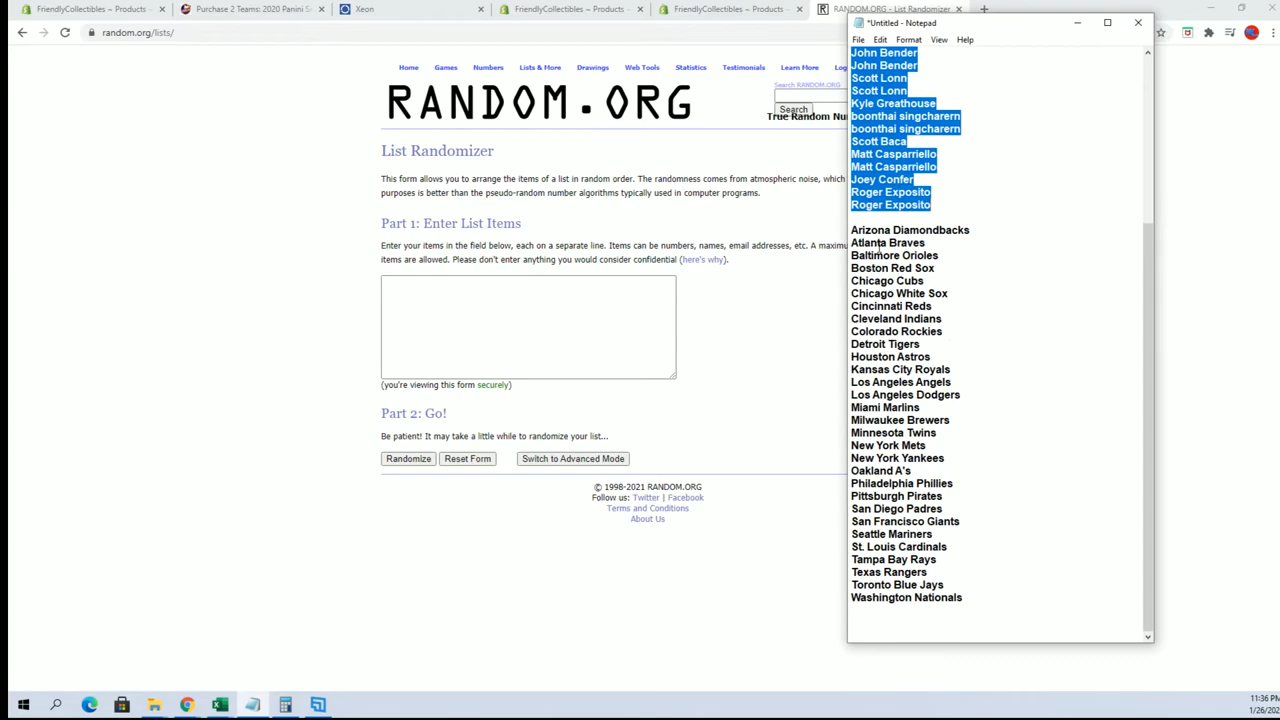 FriendlyCollectibles ~ Products
Purchase 2 Teams: 2020 Panini S
Xeon
FriendlyCollectibles ~ Products
FriendlyCollectibles ~ Products
RANDOM.ORG - List Randomizer
random.org/lists/
Home Games Numbers Lists & More Drawings Web Tools Statistics Testimonials Learn More
RANDOM.ORG
Search RANDOM.ORG
Search
True Random
List Randomizer
This form allows you to arrange the items of a list in random order. The randomness comes from atmospheric noise, which
purposes is better than the pseudo-random number algorithms typically used in computer programs.
Part 1: Enter List Items
Enter your items in the field below, each on a separate line. Items can be numbers, names, email addresses, etc. A
items are allowed. Please don't enter anything you would consider confidential (here's why).
(you're viewing this form securely)
Part 2: Go!
Be patient! It may take a little while to randomize your list...
Randomize Reset Form Switch to Advanced Mode
© 1998-2021 RANDOM.ORG
Follow us: Twitter | Facebook
Terms and Conditions
About Us
*Untitled - Notepad
File Edit Format View Help
John Bender
John Bender
Scott Lonn
Scott Lonn
Kyle Greathouse
boonthai singcharern
boonthai singcharern
Scott Baca
Matt Casparriello
Matt Casparriello
Joey Confer
Roger Exposito
Roger Exposito
Arizona Diamondbacks
Atlanta Braves
Baltimore Orioles
Boston Red Sox
Chicago Cubs
Chicago White Sox
Cincinnati Reds
Cleveland Indians
Colorado Rockies
Detroit Tigers
Houston Astros
Kansas City Royals
Los Angeles Angels
Los Angeles Dodgers
Miami Marlins
Milwaukee Brewers
Minnesota Twins
New York Mets
New York Yankees
Oakland A's
Philadelphia Phillies
Pittsburgh Pirates
San Diego Padres
San Francisco Giants
Seattle Mariners
St. Louis Cardinals
Tampa Bay Rays
Texas Rangers
Toronto Blue Jays
Washington Nationals
11:36 PM